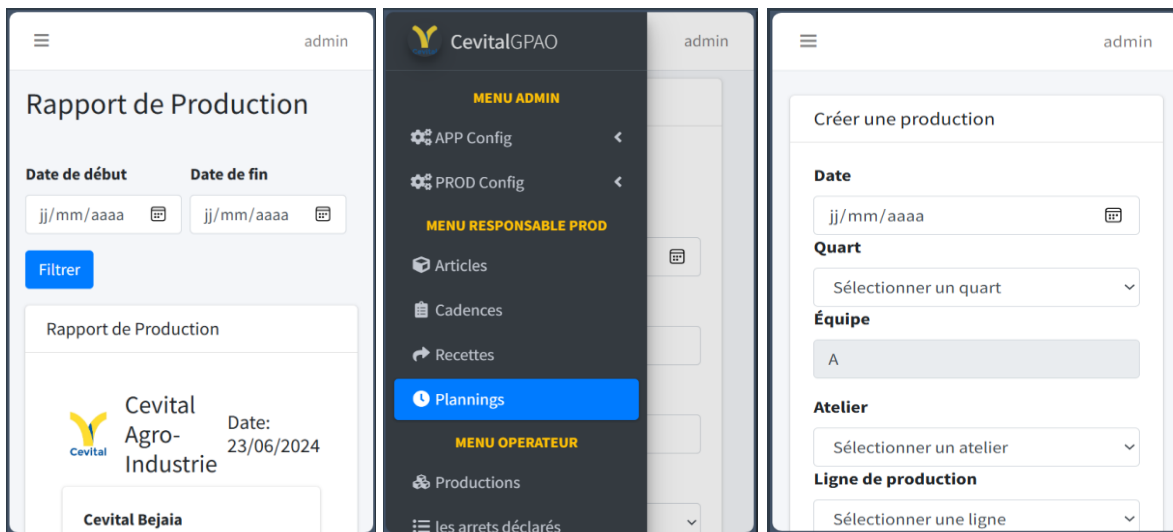 admin
Rapport de Production
Date de début Date de fin
jj/mm/aaaa jj/mm/aaaa
Filtrer
Rapport de Production
Cevital
Cevital
Agro-
Industrie
Date:
23/06/2024
Cevital Bejaia
CevitalGPAO
admin
MENU ADMIN
APP Config
PROD Config
MENU RESPONSABLE PROD
Articles
Cadences
Recettes
Plannings
MENU OPERATEUR
Productions
les arrets déclarés
admin
Créer une production
Date
jj/mm/aaaa
Quart
Sélectionner un quart
Équipe
A
Atelier
Sélectionner un atelier
Ligne de production
Sélectionner une ligne